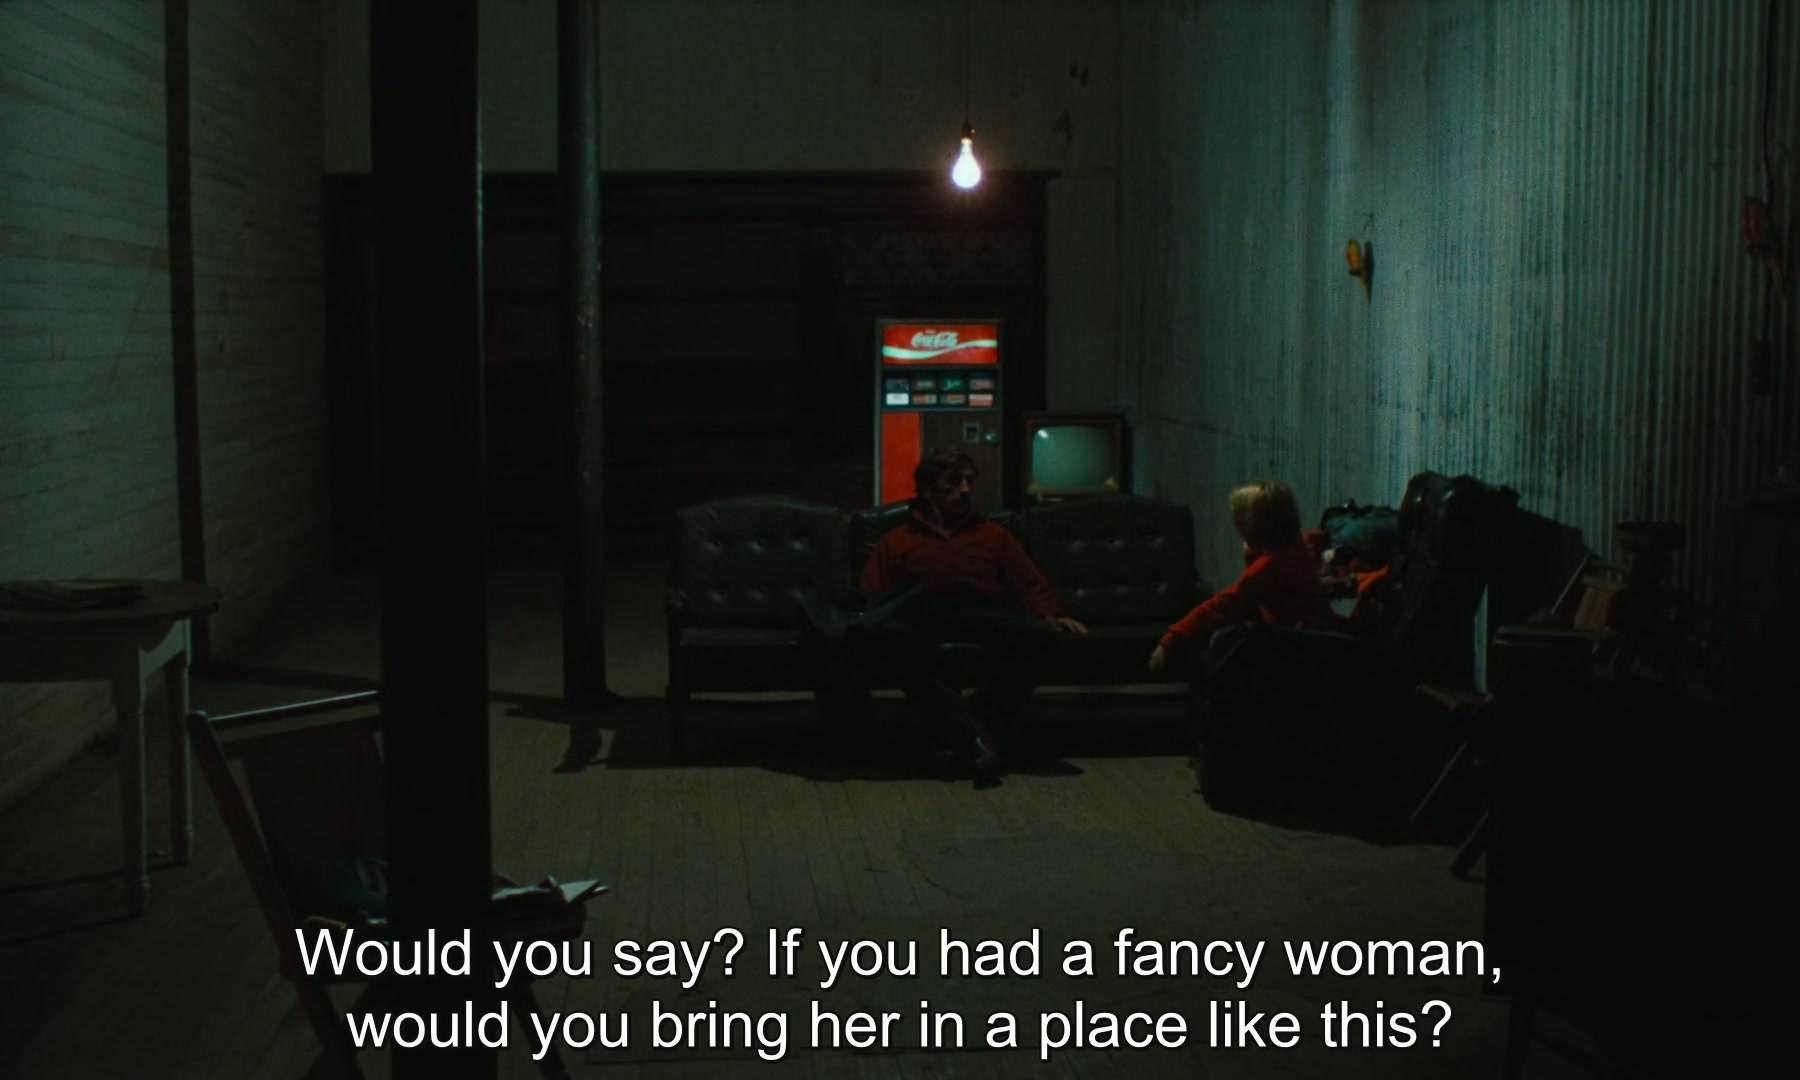 Coca-Cola
Would you say? If you had a fancy woman,
would you bring her in a place like this?